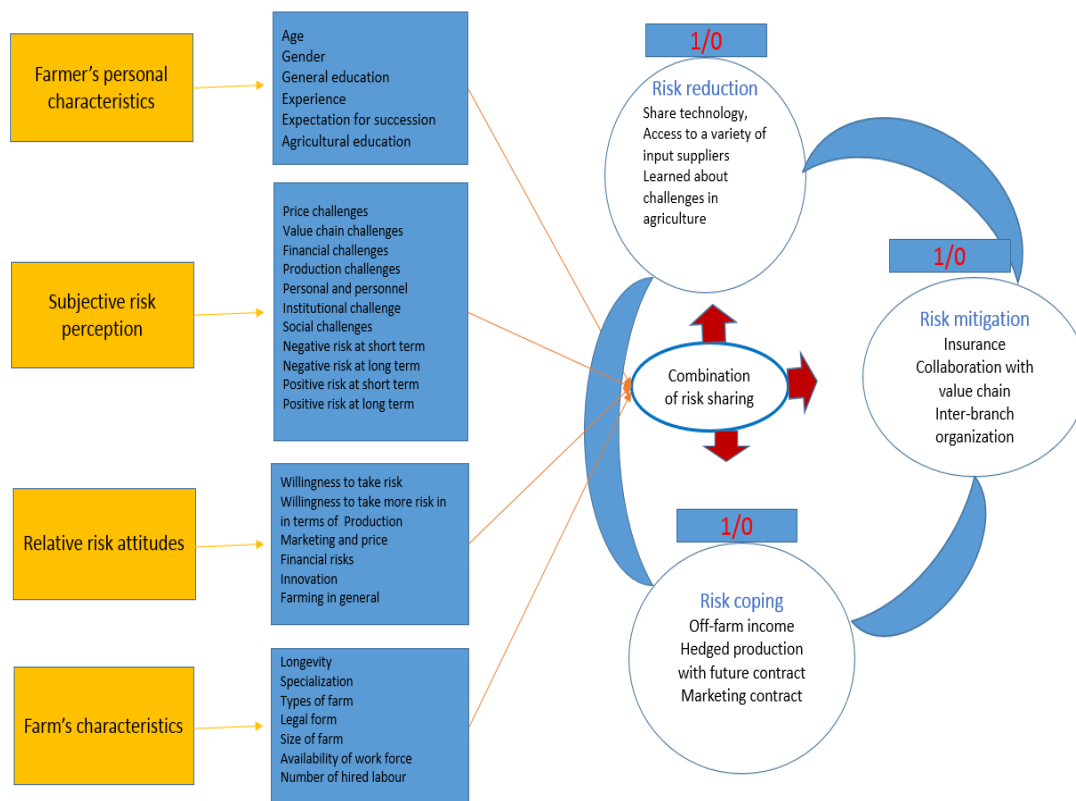 Farmer's personal
characteristics
Age
Gender
General education
Experience
Expectation for succession
Agricultural education
Subjective risk
perception
Price challenges
Value chain challenges
Financial challenges
Production challenges
Personal and personnel
Institutional challenge
Social challenges
Negative risk at short term
Negative risk at long term
Positive risk at short term
Positive risk at long term
Relative risk attitudes
Willingness to take risk
Willingness to take more risk in
in terms of Production
Marketing and price
Financial risks
Innovation
Farming in general
Farm's characteristics
Longevity
Specialization
Types of farm
Legal form
Size of farm
Availability of work force
Number of hired labour
Combination
of risk sharing
1/0
Risk reduction
Share technology,
Access to a variety of
input suppliers
Learned about
challenges in
agriculture
1/0
Risk mitigation
Insurance
Collaboration with
value chain
Inter-branch
organization
1/0
Risk coping
Off-farm income
Hedged production
with future contract
Marketing contract